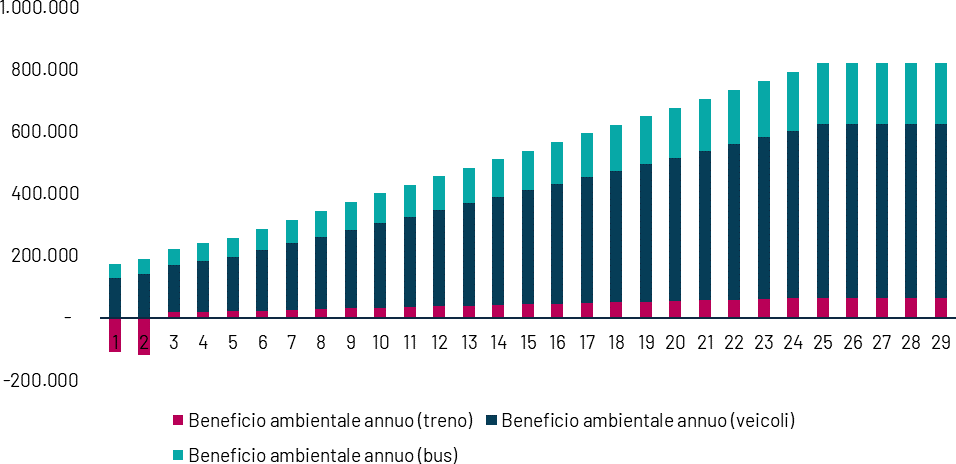 1.000.000
800.000
600.000
400.000
200.000
-
1 2 3 4 5 6 7 8 9 10 11 12 13 14 15 16 17 18 19 20 21 22 23 24 25 26 27 28 29
-200.000
Beneficio ambientale annuo (treno) Beneficio ambientale annuo (veicoli)
Beneficio ambientale annuo (bus)